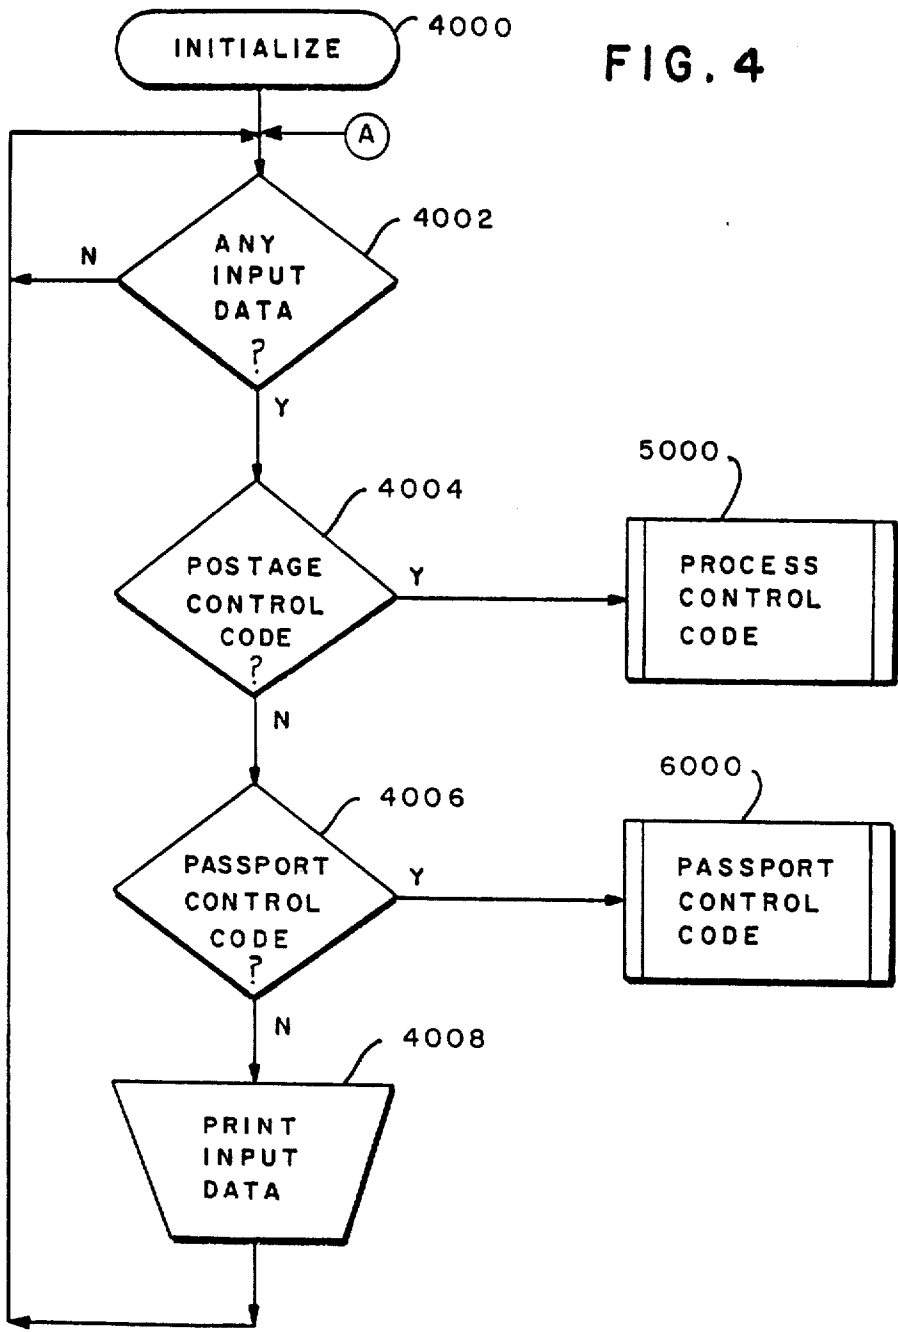 INITIALIZE
4000
FIG. 4
A
4002
ANY
INPUT
DATA
?
N
Y
4004
POSTAGE
CONTROL
CODE
?
Y
5000
PROCESS
CONTROL
CODE
N
4006
PASSPORT
CONTROL
CODE
?
Y
6000
PASSPORT
CONTROL
CODE
N
4008
PRINT
INPUT
DATA